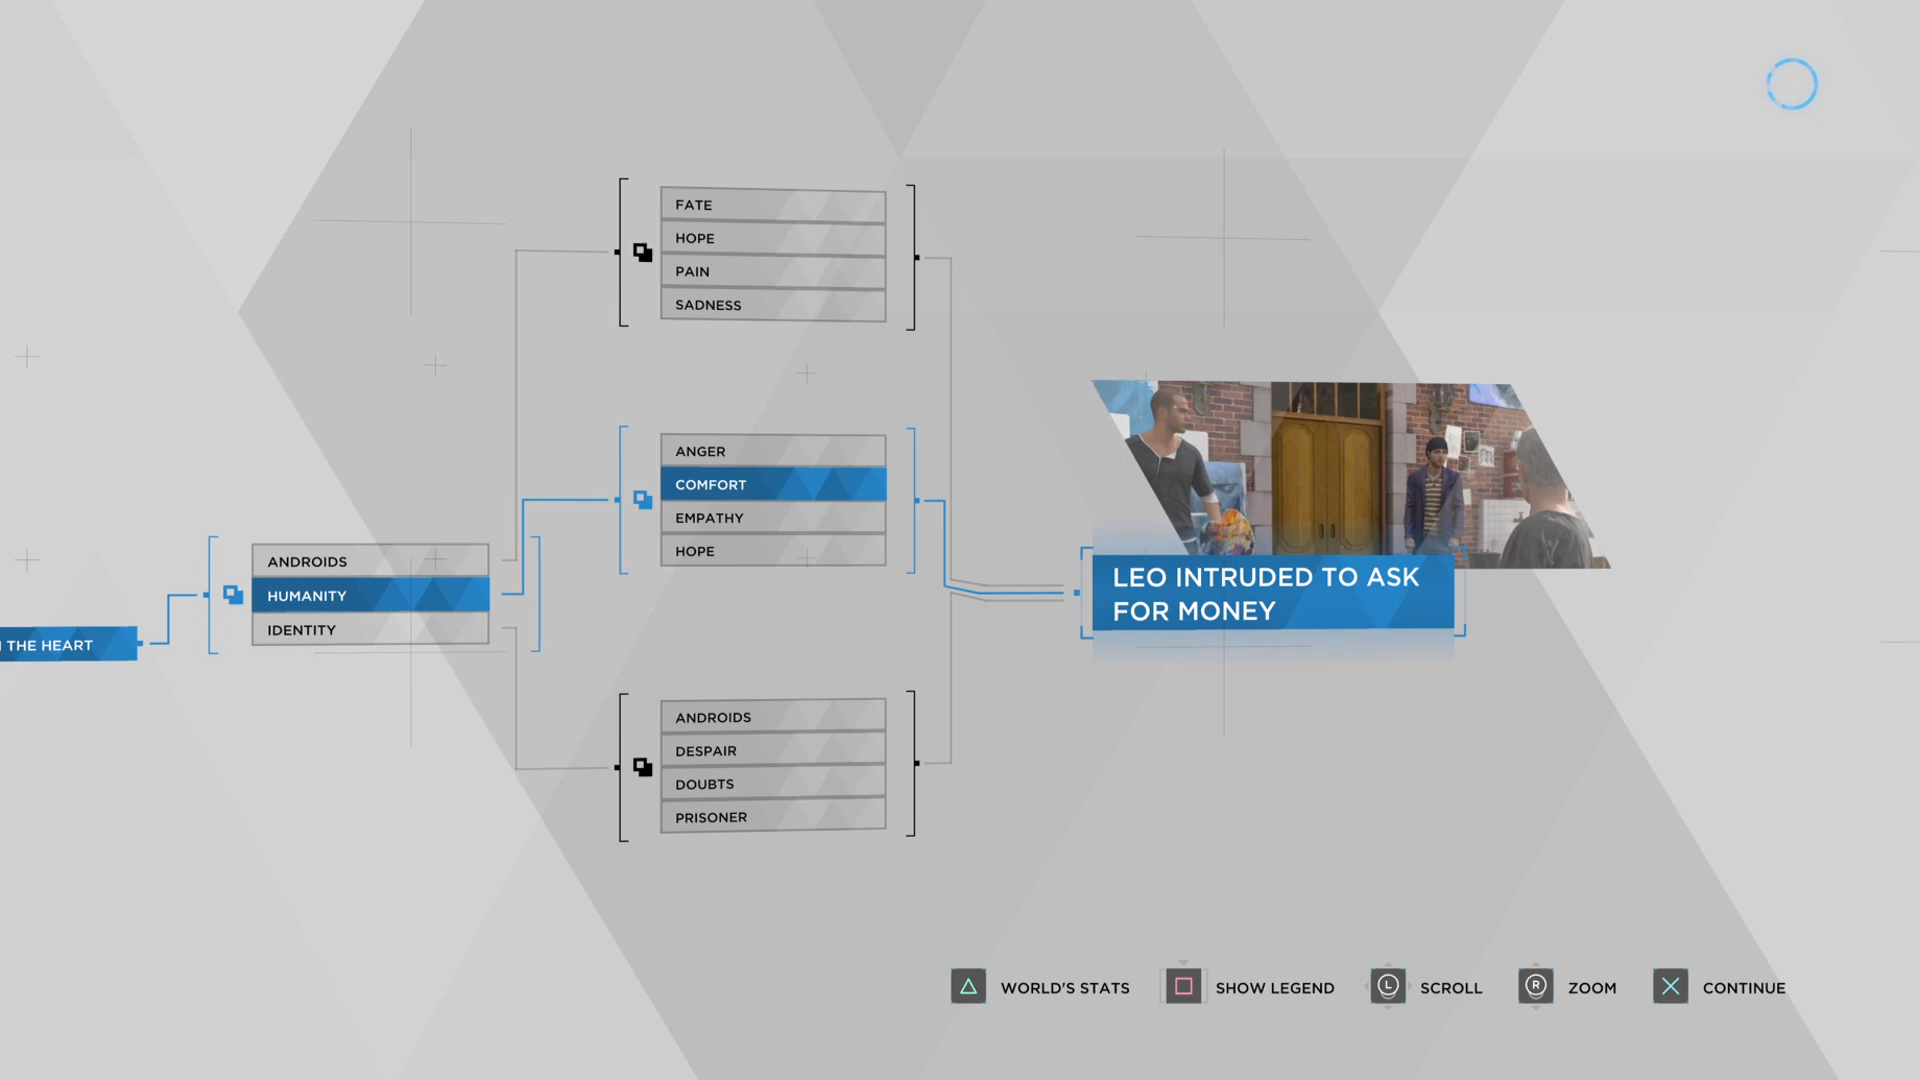 FATE
HOPE
PAIN
SADNESS
ANGER
COMFORT
EMPATHY
HOPE
ANDROIDS
HUMANITY
IDENTITY
THE HEART
LEO INTRUDED TO ASK
FOR MONEY
ANDROIDS
DESPAIR
DOUBTS
PRISONER
WORLD'S STATS
SHOW LEGEND
L
SCROLL
R
ZOOM
CONTINUE